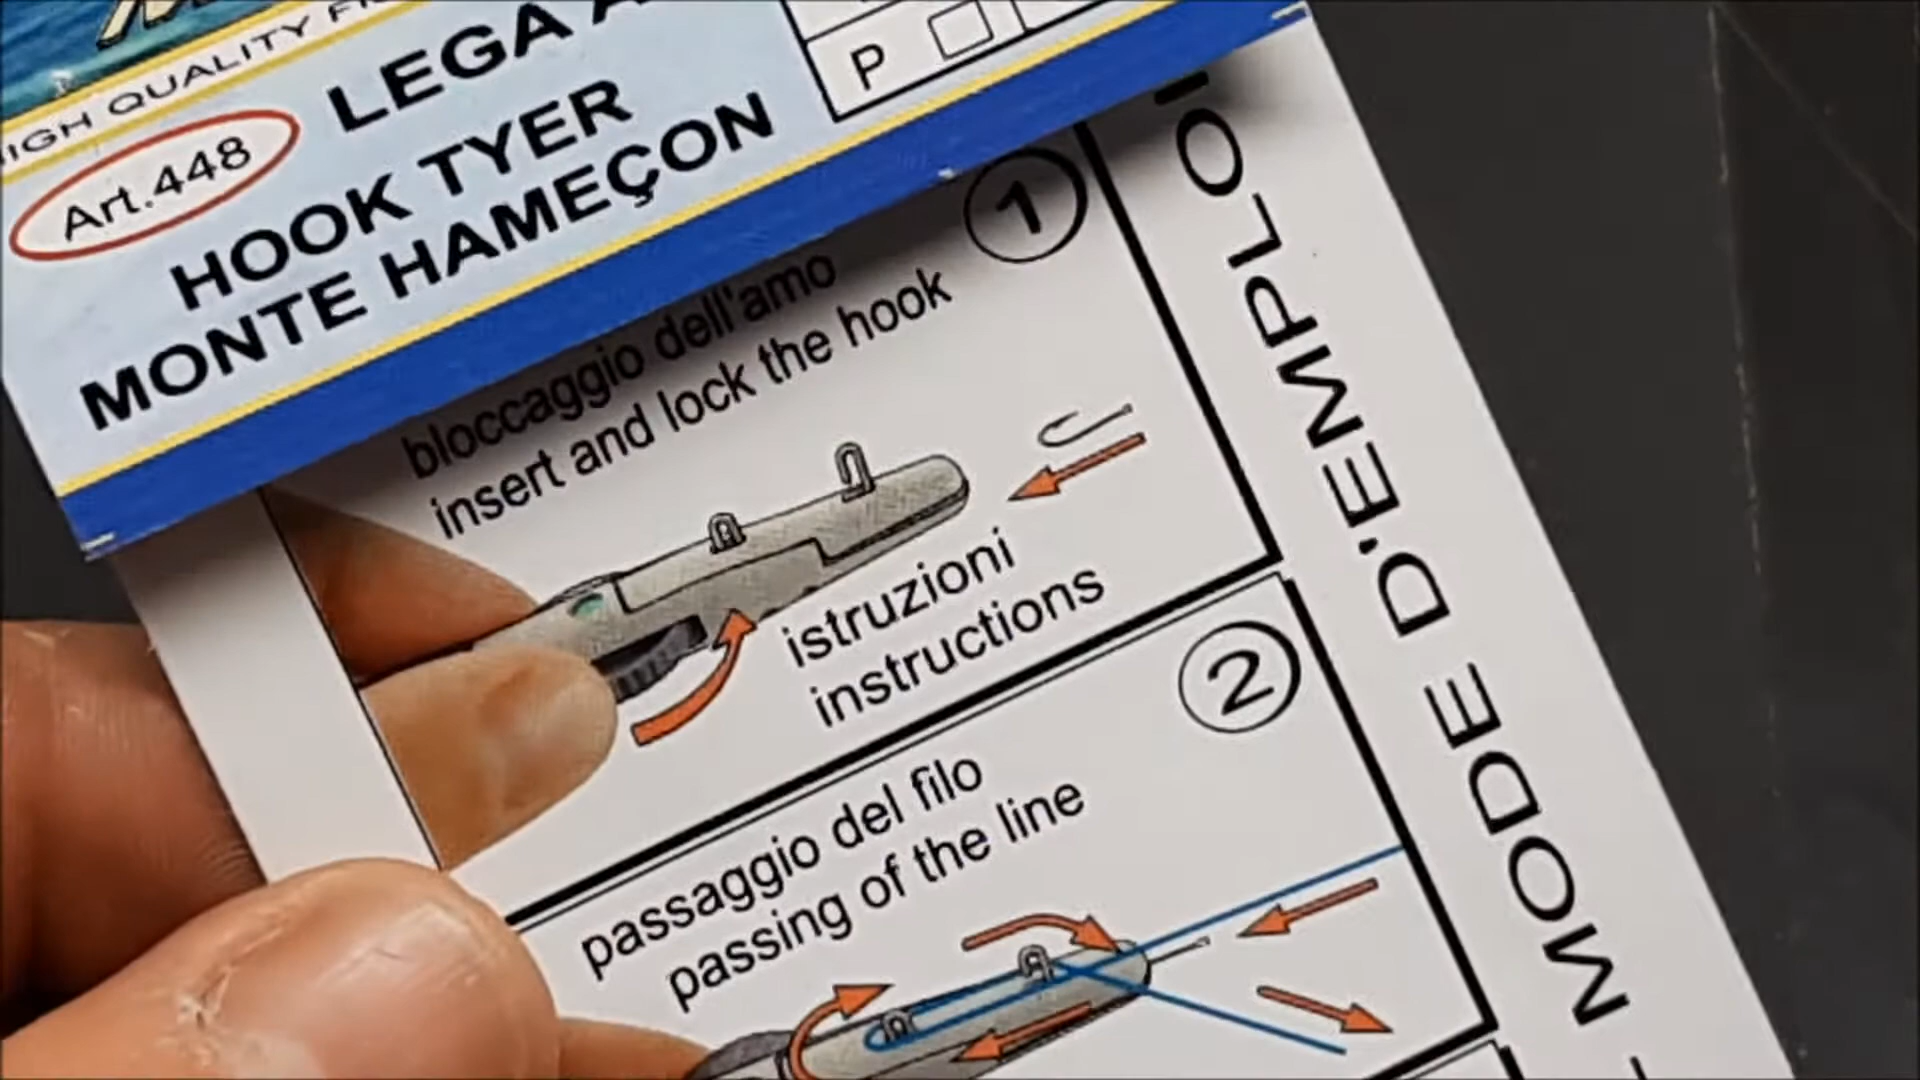 HIGH QUALITY
Art.448
LEGA
HOOK TYER
MONTE HAMEÇON
P
1
bloccaggio dell'amo
insert and lock the hook
istruzioni
instructions
2
passaggio del filo
passing of the line
MODE D'EMPLOI